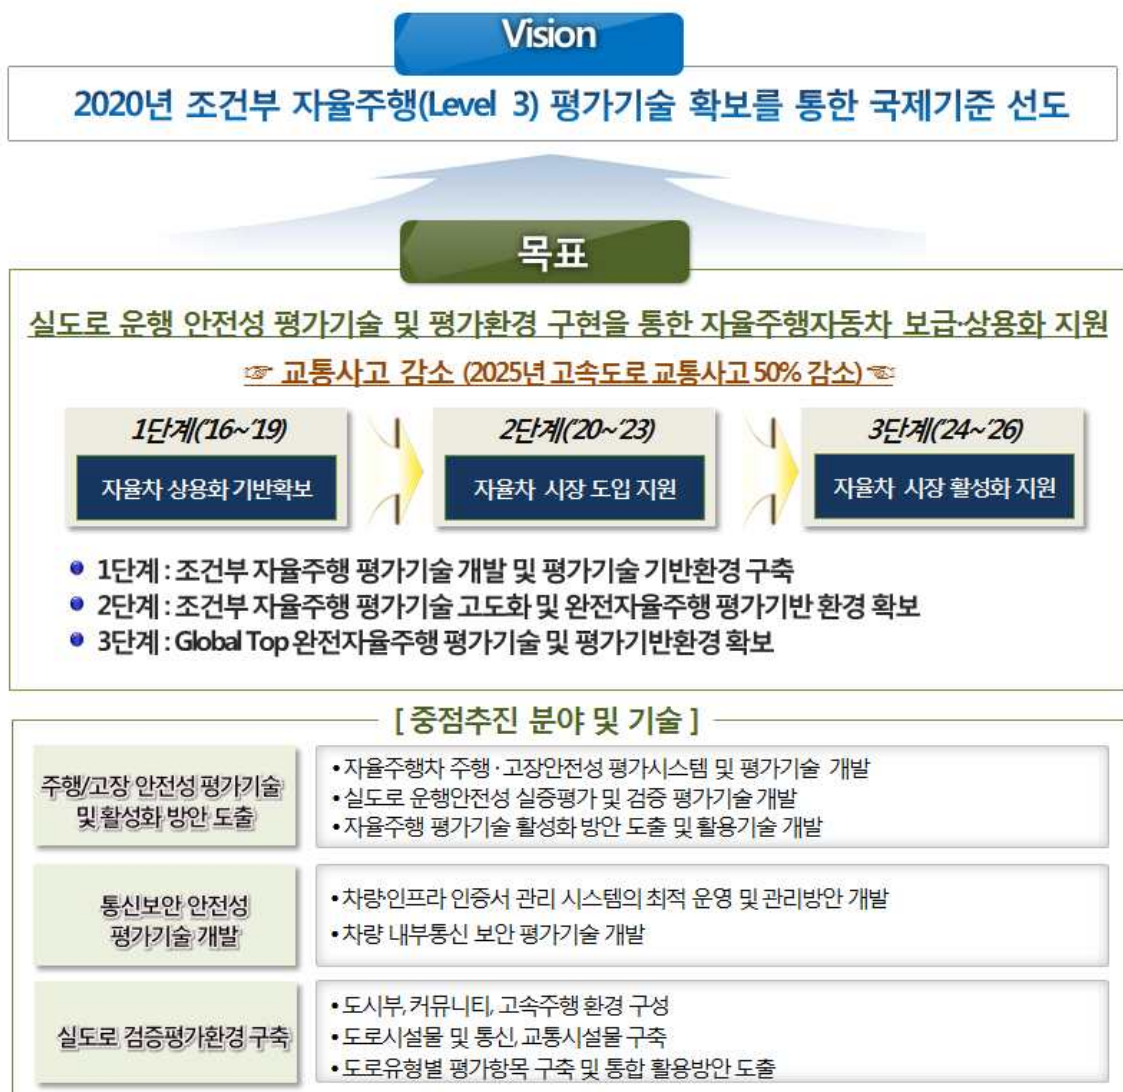 Vision
2020년 조건부 자율주행(Level 3) 평가기술 확보를 통한 국제기준 선도
목표
실도로 운행 안전성 평가기술 및 평가환경 구현을 통한 자율주행자동차 보급·상용화 지원
☞ 교통사고 감소 (2025년 고속도로 교통사고 50% 감소) ☜
1단계('16~'19)
자율차 상용화 기반확보
2단계('20~'23)
자율차 시장 도입 지원
3단계('24~'26)
자율차 시장 활성화 지원
• 1단계 : 조건부 자율주행 평가기술 개발 및 평가기술 기반환경 구축
• 2단계 : 조건부 자율주행 평가기술 고도화 및 완전자율주행 평가기반 환경 확보
• 3단계 : Global Top 완전자율주행 평가기술 및 평가기반환경 확보
[ 중점추진 분야 및 기술 ]
주행/고장 안전성 평가기술
및 활성화 방안 도출
• 자율주행차 주행·고장안전성 평가시스템 및 평가기술 개발
• 실도로 운행안전성 실증평가 및 검증 평가기술 개발
• 자율주행 평가기술 활성화 방안 도출 및 활용기술 개발
통신보안 안전성
평가기술 개발
• 차량·인프라 인증서 관리 시스템의 최적 운영 및 관리방안 개발
• 차량 내부통신 보안 평가기술 개발
실도로 검증평가환경 구축
• 도시부, 커뮤니티, 고속주행 환경 구성
• 도로시설물 및 통신, 교통시설물 구축
• 도로유형별 평가항목 구축 및 통합 활용방안 도출